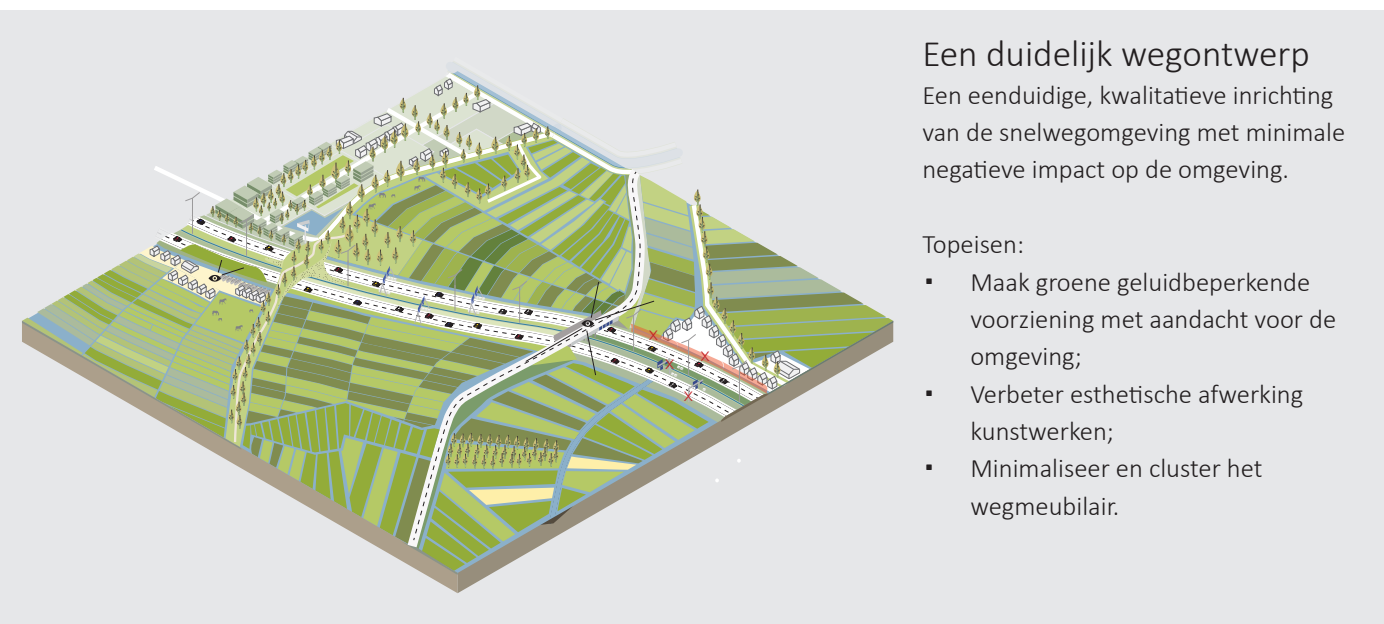 Een duidelijk wegontwerp
Een eenduidige, kwalitatieve inrichting
van de snelwegomgeving met minimale
negatieve impact op de omgeving.
Topeisen:
▪ Maak groene geluidbeperkende
voorziening met aandacht voor de
omgeving;
▪ Verbeter esthetische afwerking
kunstwerken;
▪ Minimaliseer en cluster het
wegmeubilair.